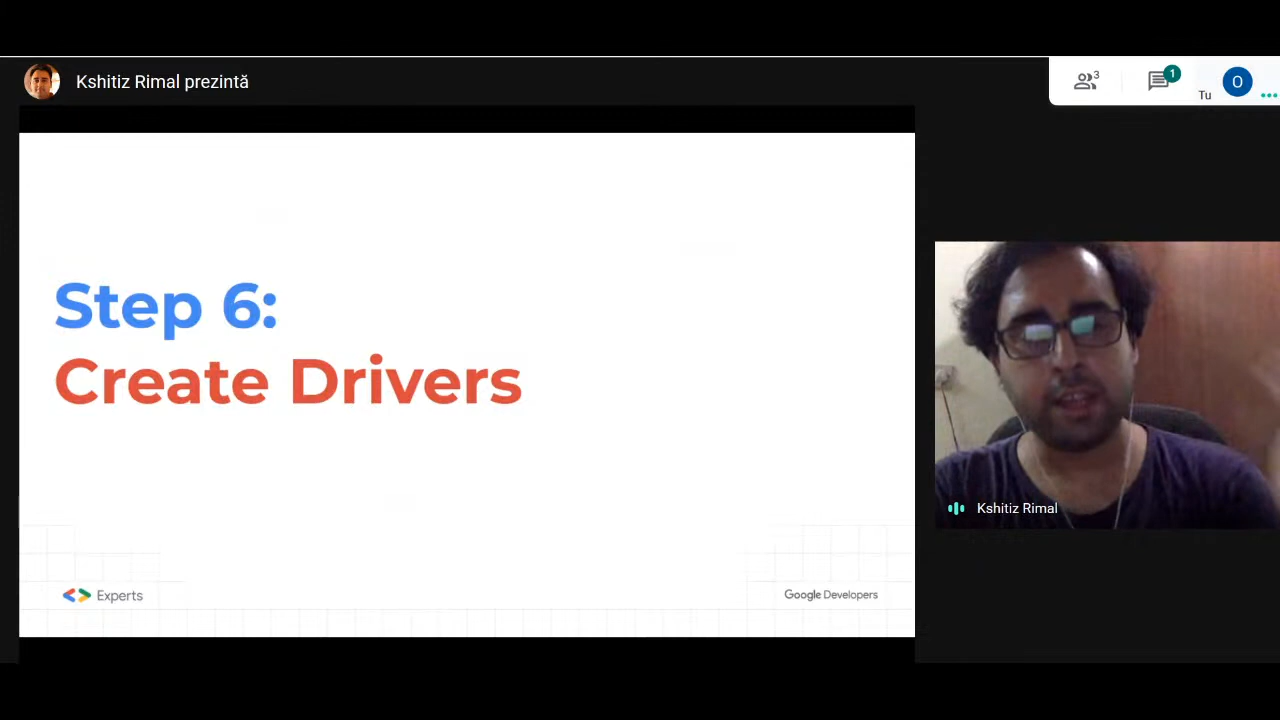 Kshitiz Rimal prezintă
3
1
Tu
O
Step 6:
Create Drivers
Kshitiz Rimal
Experts
Google Developers